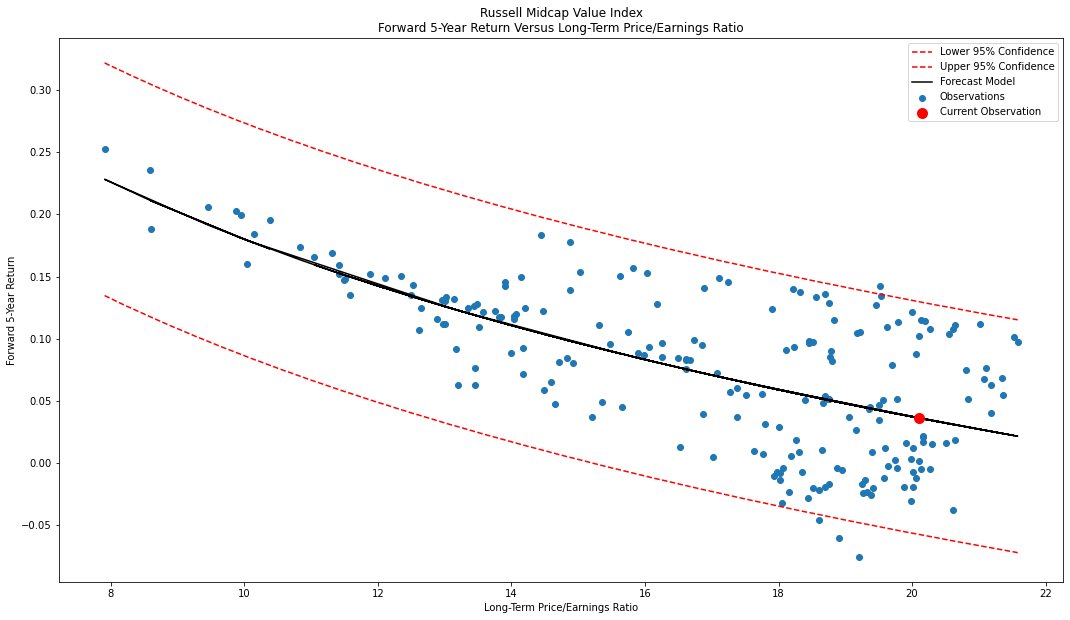 Russell Midcap Value Index
Forward 5-Year Return Versus Long-Term Price/Earnings Ratio
Lower 95% Confidence
Upper 95% Confidence
Forecast Model
Observations
Current Observation
Forward 5-Year Return
0.30
0.25
0.20
0.15
0.10
0.05
0.00
−0.05
8 10 12 14 16 18 20 22
Long-Term Price/Earnings Ratio